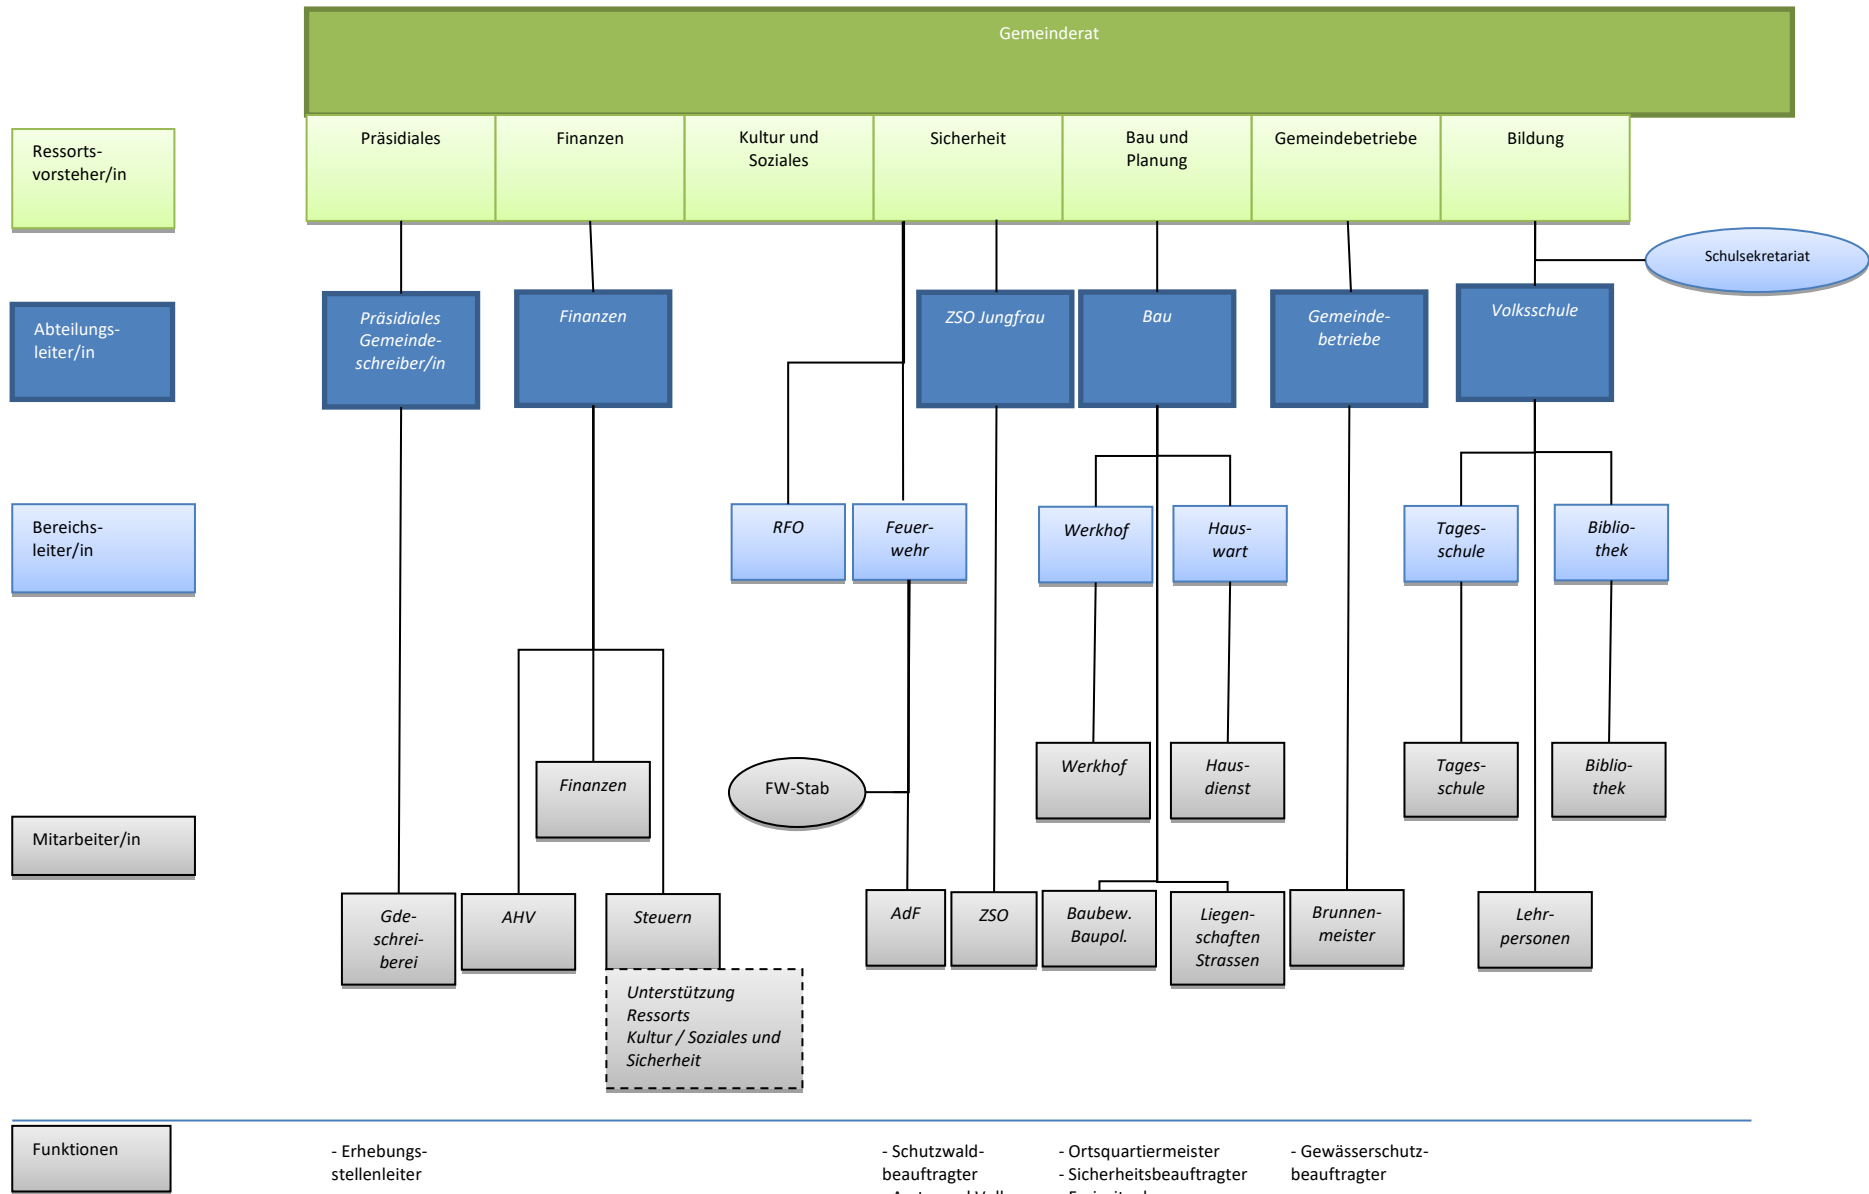 Gemeinderat
Ressorts-
vorsteher/in
Präsidiales
Finanzen
Kultur und
Soziales
Sicherheit
Bau und
Planung
Gemeindebetriebe
Bildung
Schulsekretariat
Abteilungs-
leiter/in
Präsidiales
Gemeinde-
schreiber/in
Finanzen
ZSO Jungfrau
Bau
Gemeinde-
betriebe
Volksschule
Bereichs-
leiter/in
RFO
Feuer-
wehr
Werkhof
Haus-
wart
Tages-
schule
Biblio-
thek
Mitarbeiter/in
Finanzen
FW-Stab
Werkhof
Haus-
dienst
Tages-
schule
Biblio-
thek
Gde-
schrei-
berei
AHV
Steuern
AdF
ZSO
Baubew.
Baupol.
Liegen-
schaften
Strassen
Brunnen-
meister
Lehr-
personen
Unterstützung
Ressorts
Kultur / Soziales und
Sicherheit
Funktionen
- Erhebungs-
stellenleiter
- Schutzwald-
beauftragter
- Ortsquartiermeister
- Sicherheitsbeauftragter
- Gewässerschutz-
beauftragter